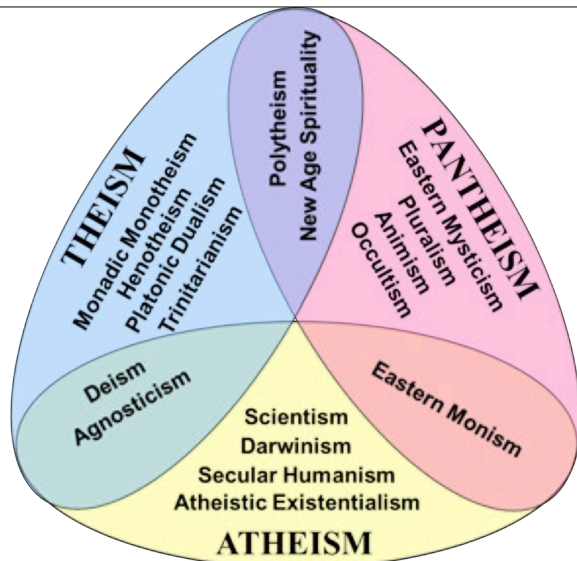 Polytheism
New Age Spirituality
THEISM
Monadic Monotheism
Henotheism
Platonic Dualism
Trinitarianism
PANTHEISM
Eastern Mysticism
Pluralism
Animism
Occultism
Deism
Agnosticism
Eastern Monism
Scientism
Darwinism
Secular Humanism
Atheistic Existentialism
ATHEISM